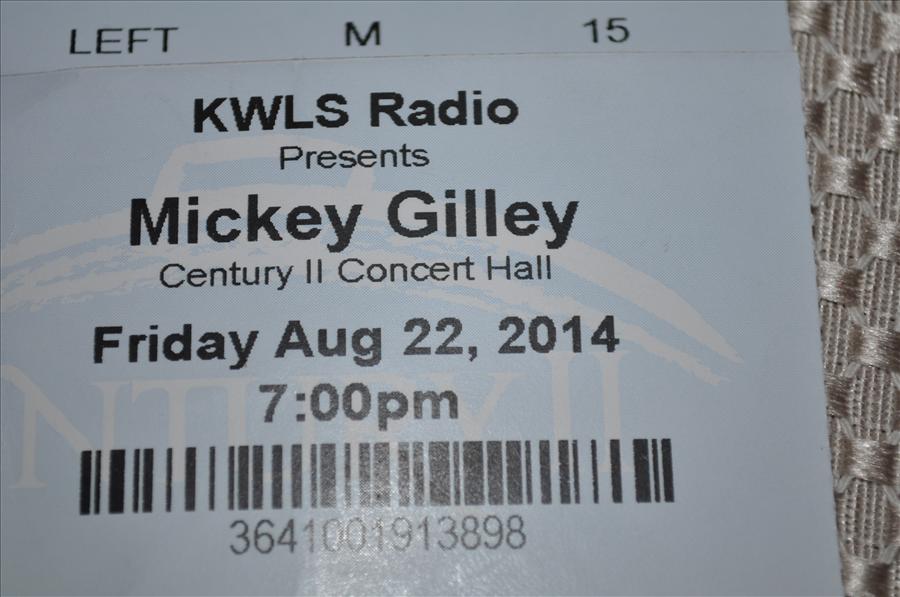 LEFT M 15
KWLS Radio
Presents
Mickey Gilley
Century II Concert Hall
Friday Aug 22, 2014
7:00pm
3641001913898